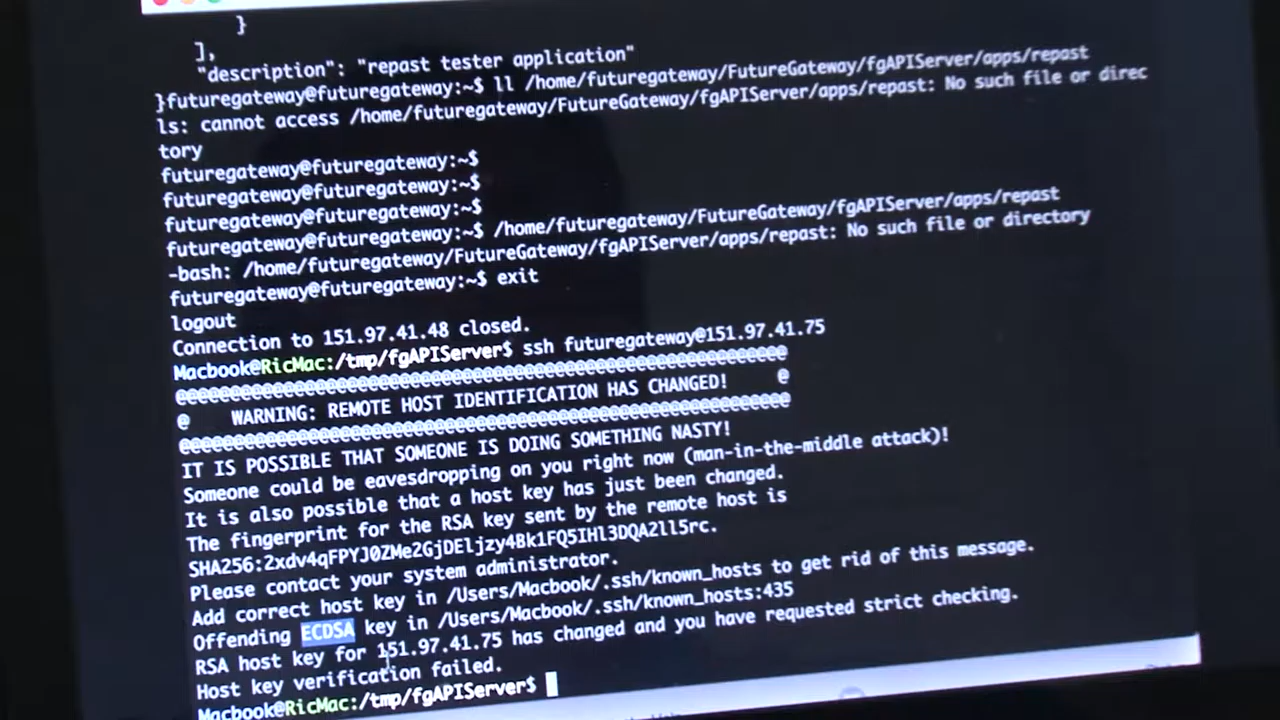 }
],
"description": "repast tester application"
}futuregateway@futuregateway:~$ ll /home/futuregateway/FutureGateway/fgAPIServer/apps/repast
ls: cannot access /home/futuregateway/FutureGateway/fgAPIServer/apps/repast: No such file or direc
tory
futuregateway@futuregateway:~$
futuregateway@futuregateway:~$
futuregateway@futuregateway:~$
futuregateway@futuregateway:~$ /home/futuregateway/FutureGateway/fgAPIServer/apps/repast
-bash: /home/futuregateway/FutureGateway/fgAPIServer/apps/repast: No such file or directory
futuregateway@futuregateway:~$ exit
logout
Connection to 151.97.41.48 closed.
Macbook@RicMac:/tmp/fgAPIServer$ ssh futuregateway@151.97.41.75
@@@@@@@@@@@@@@@@@@@@@@@@@@@@@@@@@@@@@@@@@@@@@@@@@@@@@@@@@@@
@    WARNING: REMOTE HOST IDENTIFICATION HAS CHANGED!     @
@@@@@@@@@@@@@@@@@@@@@@@@@@@@@@@@@@@@@@@@@@@@@@@@@@@@@@@@@@@
IT IS POSSIBLE THAT SOMEONE IS DOING SOMETHING NASTY!
Someone could be eavesdropping on you right now (man-in-the-middle attack)!
It is also possible that a host key has just been changed.
The fingerprint for the RSA key sent by the remote host is
SHA256:2xdv4qFPYJ0ZMe2GjDEljzy4Bk1FQ5IHl3DQA2ll5rc.
Please contact your system administrator.
Add correct host key in /Users/Macbook/.ssh/known_hosts to get rid of this message.
Offending ECDSA key in /Users/Macbook/.ssh/known_hosts:435
RSA host key for 151.97.41.75 has changed and you have requested strict checking.
Host key verification failed.
Macbook@RicMac:/tmp/fgAPIServer$